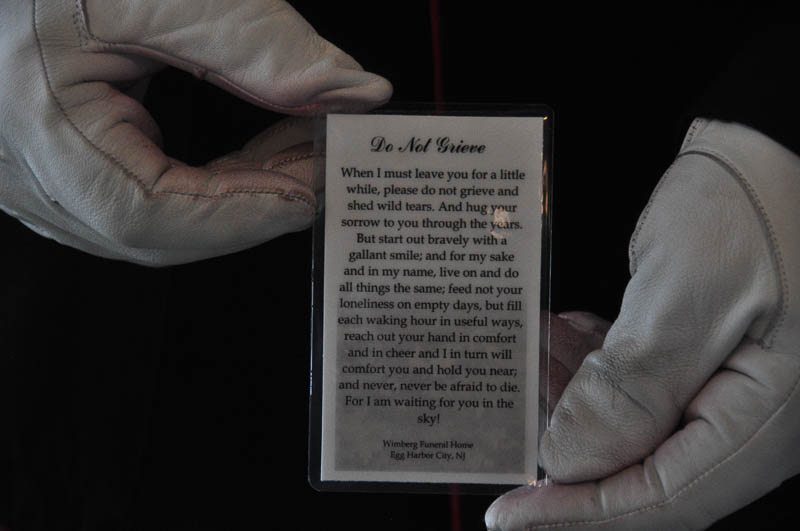 Do Not Grieve
When I must leave you for a little
while, please do not grieve and
shed wild tears. And hug your
sorrow to you through the years.
But start out bravely with a
gallant smile; and for my sake
and in my name, live on and do
all things the same; feed not your
loneliness on empty days, but fill
each waking hour in useful ways,
reach out your hand in comfort
and in cheer and I in turn will
comfort you and hold you near;
and never, never be afraid to die.
For I am waiting for you in the
sky!
Wimberg Funeral Home
Egg Harbor City, NJ